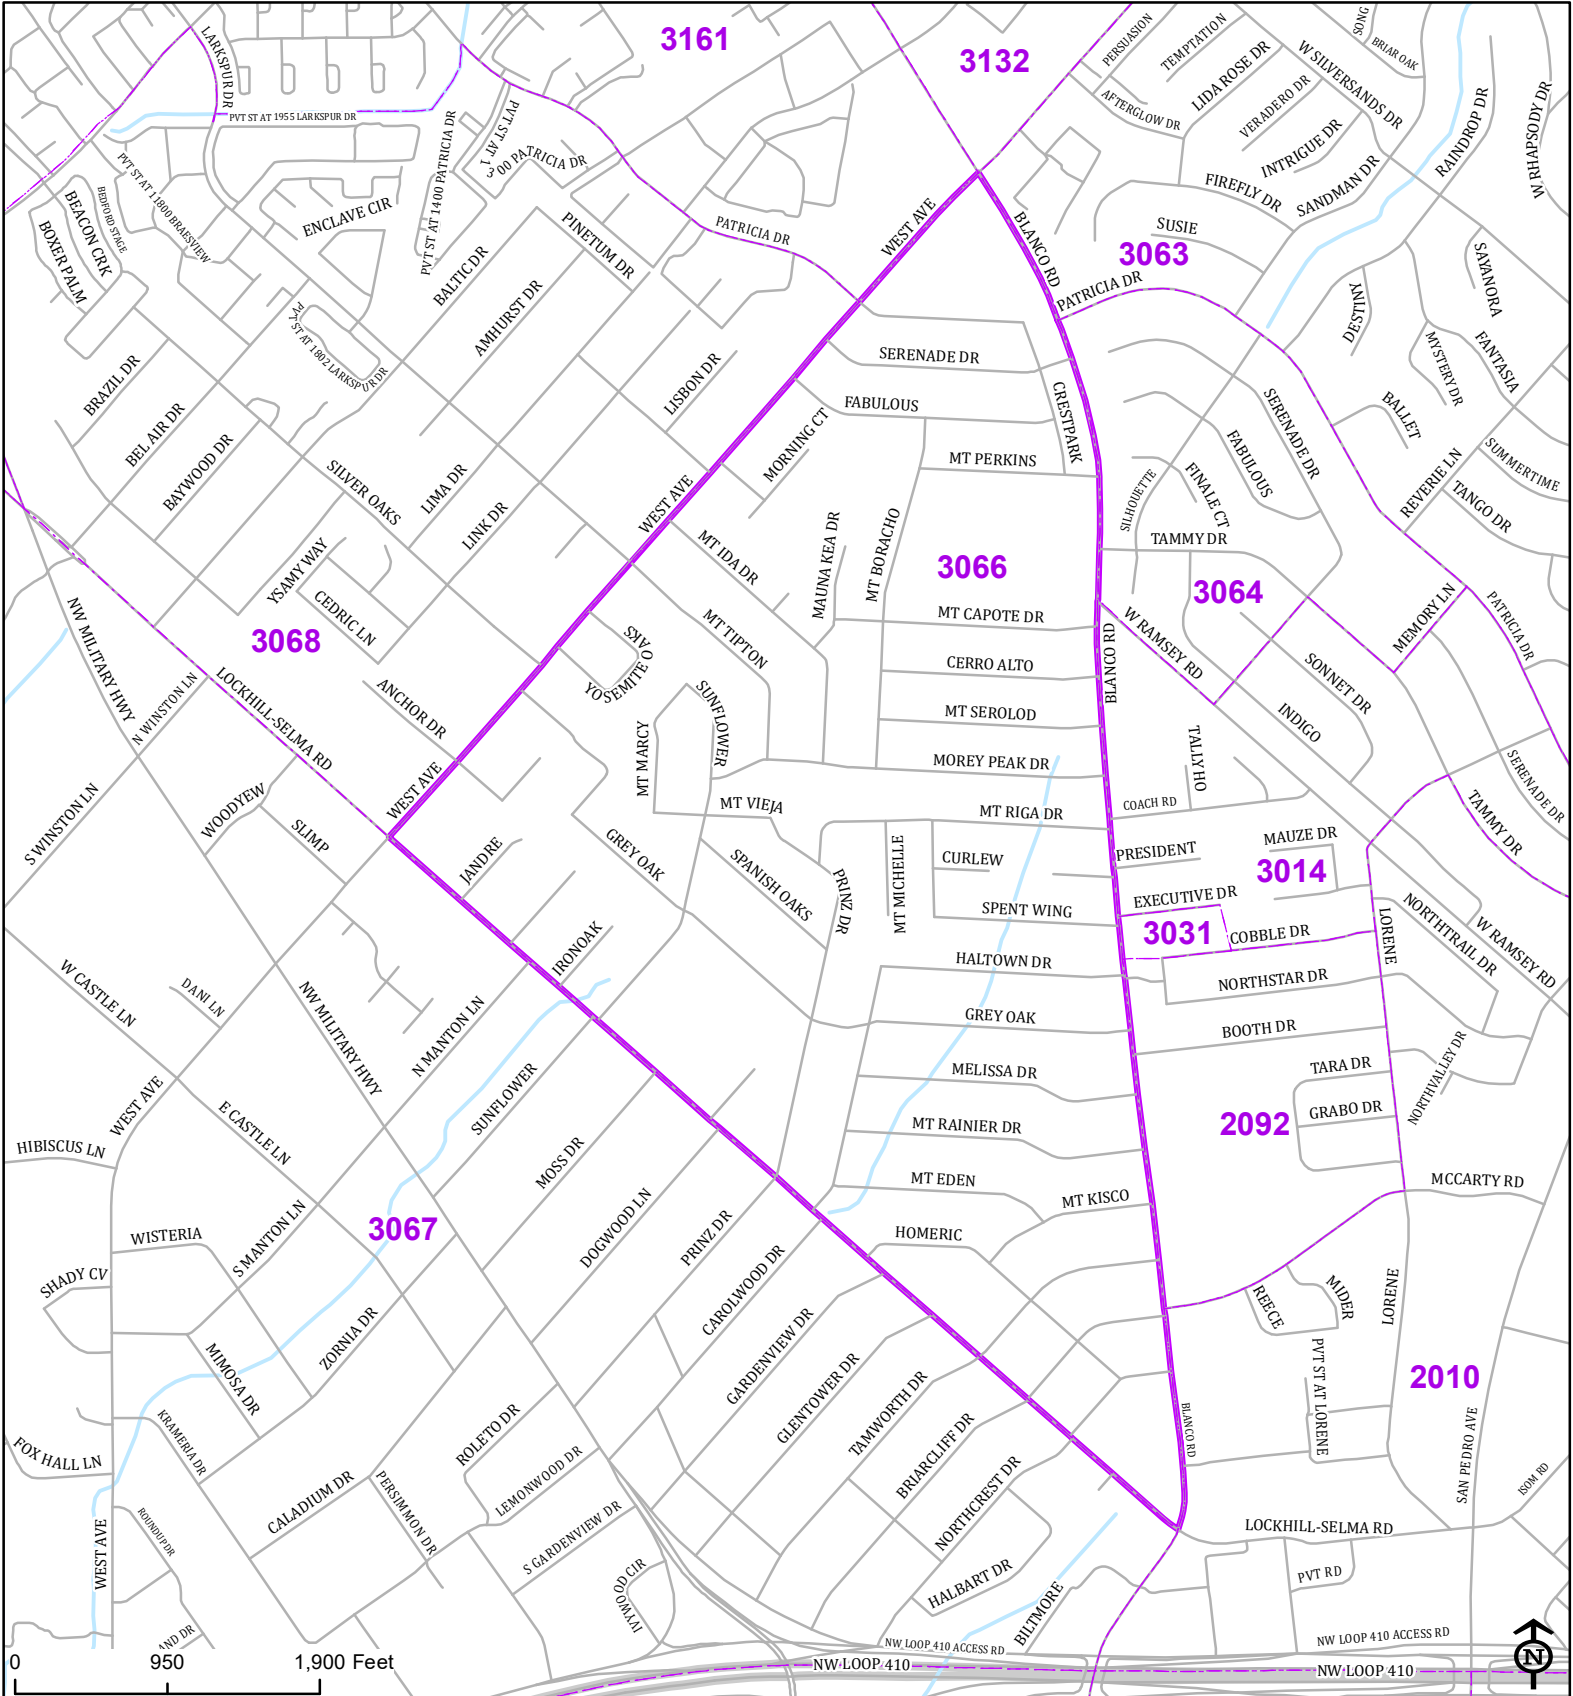 3161
3132
SONG
BRIAR OAK
PERSUASION
TEMPTATION
W SILVERSANDS DR
LIDA ROSE DR
VERADERO DR
AFTERGLOW DR
INTRIGUE DR
RAINDROP DR
W RHAPSODY DR
LARKSPUR DR
PVT ST AT 1955 LARKSPUR DR
PVT ST AT 1400 PATRICIA DR
PVT ST AT 1
3 00 PATRICIA DR
PVT ST AT 11800 BRAESVIEW
BEDFORD STAGE
BEACON CRK
BOXER PALM
ENCLAVE CIR
PINETUM DR
BALTIC DR
AMHURST DR
PATRICIA DR
WEST AVE
BLANCO RD
FIREFLY DR
SANDMAN DR
SUSIE
3063
PATRICIA DR
SAYANORA
DESTINY
MYSTERY DR
FANTASIA
PVT ST AT 1802 LARKSPUR DR
BRAZIL DR
BEL AIR DR
BAYWOOD DR
LISBON DR
SERENADE DR
FABULOUS
CRESTPARK
MORNING CT
MT PERKINS
SERENADE DR
FABULOUS
FINALE CT
SILHOUETTE
BALLET
REVERIE LN
SUMMERTIME
TANGO DR
SILVER OAKS
LIMA DR
LINK DR
WEST AVE
MT IDA DR
MAUNA KEA DR
MT BORACHO
3066
TAMMY DR
3064
YSAMY WAY
CEDRIC LN
3068
NW MILITARY HWY
N WINSTON LN
LOCKHILL-SELMA RD
ANCHOR DR
YOSEMITE O
AKS
MT TIPTON
MT CAPOTE DR
CERRO ALTO
MT SEROLOD
MOREY PEAK DR
BLANCO RD
W RAMSEY RD
MEMORY LN
PATRICIA DR
SONNET DR
INDIGO
TALLY HO
SERENADE DR
TAMMY DR
SUNFLOWER
MT MARCY
MT VIEJA
MT RIGA DR
COACH RD
WEST AVE
S WINSTON LN
WOODYEW
SLIMP
JANDRE
GREY OAK
SPANISH OAKS
PRINZ DR
MT MICHELLE
CURLEW
SPENT WING
PRESIDENT
MAUZE DR
3014
EXECUTIVE DR
3031
COBBLE DR
LORENE
NORTHTRAIL DR
W RAMSEY RD
W CASTLE LN
DANI LN
NW MILITARY HWY
IRONOAK
N MANTON LN
HALTOWN DR
NORTHSTAR DR
GREY OAK
BOOTH DR
MELISSA DR
TARA DR
NORTHVALLEY DR
GRABO DR
2092
MT RAINIER DR
MT EDEN
MT KISCO
MCCARTY RD
HOMERIC
WEST AVE
E CASTLE LN
SUNFLOWER
MOSS DR
HIBISCUS LN
S MANTON LN
3067
WISTERIA
SHADY CV
DOGWOOD LN
PRINZ DR
CAROLWOOD DR
GARDENVIEW DR
GLENTOWER DR
TAMWORTH DR
BRIARCLIFF DR
NORTHCREST DR
ZORNIA DR
MIMOSA DR
KRAMERIA DR
FOX HALL LN
ROLETO DR
LEMONWOOD DR
PERSIMMON DR
CALADIUM DR
ROUNDUP DR
WEST AVE
S GARDENVIEW DR
IVYWO
OD CIR
HALBART DR
BILTMORE
REECE
MIDER
LORENE
PVT ST AT LORENE
2010
SAN PEDRO AVE
ISOM RD
BLANCO RD
LOCKHILL-SELMA RD
PVT RD
AND DR
NW LOOP 410 ACCESS RD
NW LOOP 410 ACCESS RD
NW LOOP 410
NW LOOP 410
0 950 1,900 Feet
N